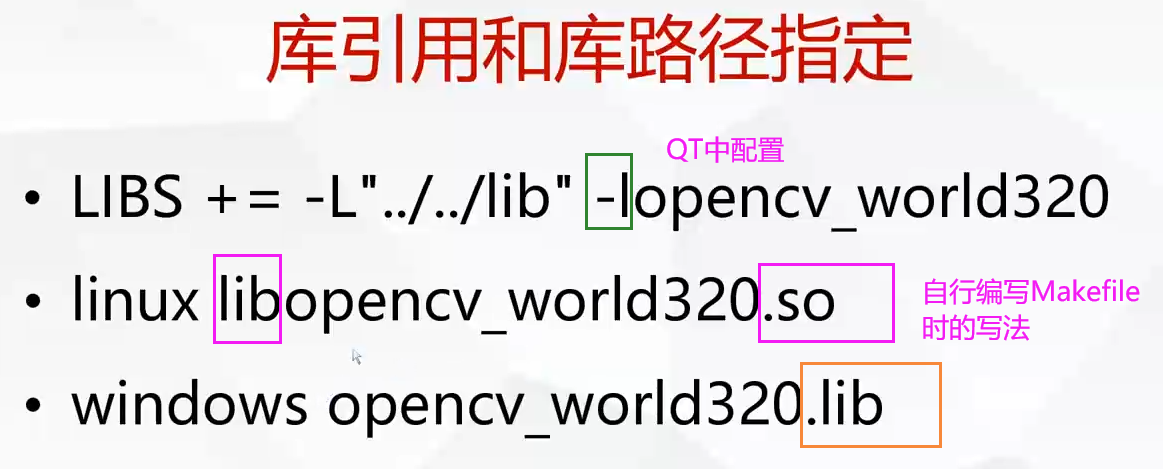 库引用和库路径指定
QT中配置
• LIBS += -L"../../lib" -lopencv_world320
• linux libopencv_world320.so
自行编写Makefile
时的写法
• windows opencv_world320.lib